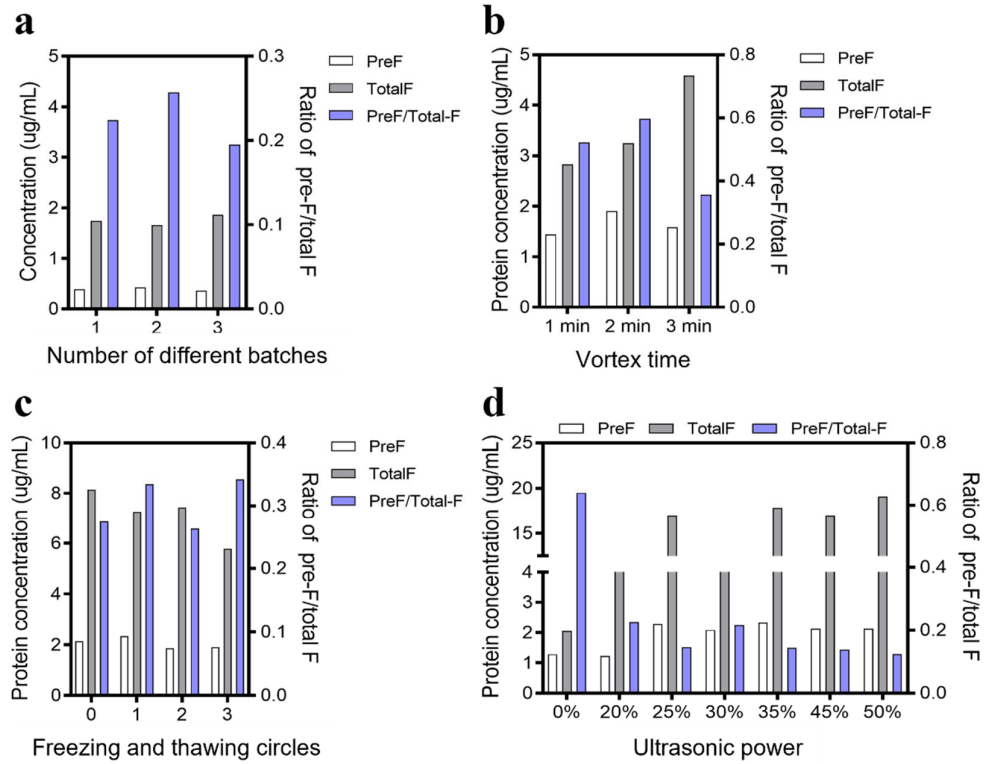 a
5
4
3
2
1
0
Concentration (ug/mL)
0.3
0.2
0.1
0.0
Ratio of pre-F/total F
PreF
TotalF
PreF/Total-F
1 2 3
Number of different batches
b
5
4
3
2
1
0
Protein concentration (ug/mL)
0.8
0.6
0.4
0.2
0.0
Ratio of pre-F/total F
PreF
TotalF
PreF/Total-F
1 min 2 min 3 min
Vortex time
c
10
8
6
4
2
0
Protein concentration (ug/mL)
0.4
0.3
0.2
0.1
0.0
Ratio of pre-F/total F
PreF
TotalF
PreF/Total-F
0 1 2 3
Freezing and thawing circles
d
PreF TotalF PreF/Total-F
25
20
15
4
3
2
1
0
Protein concentration (ug/mL)
0.8
0.6
0.4
0.2
0.0
Ratio of pre-F/total F
0% 20% 25% 30% 35% 45% 50%
Ultrasonic power